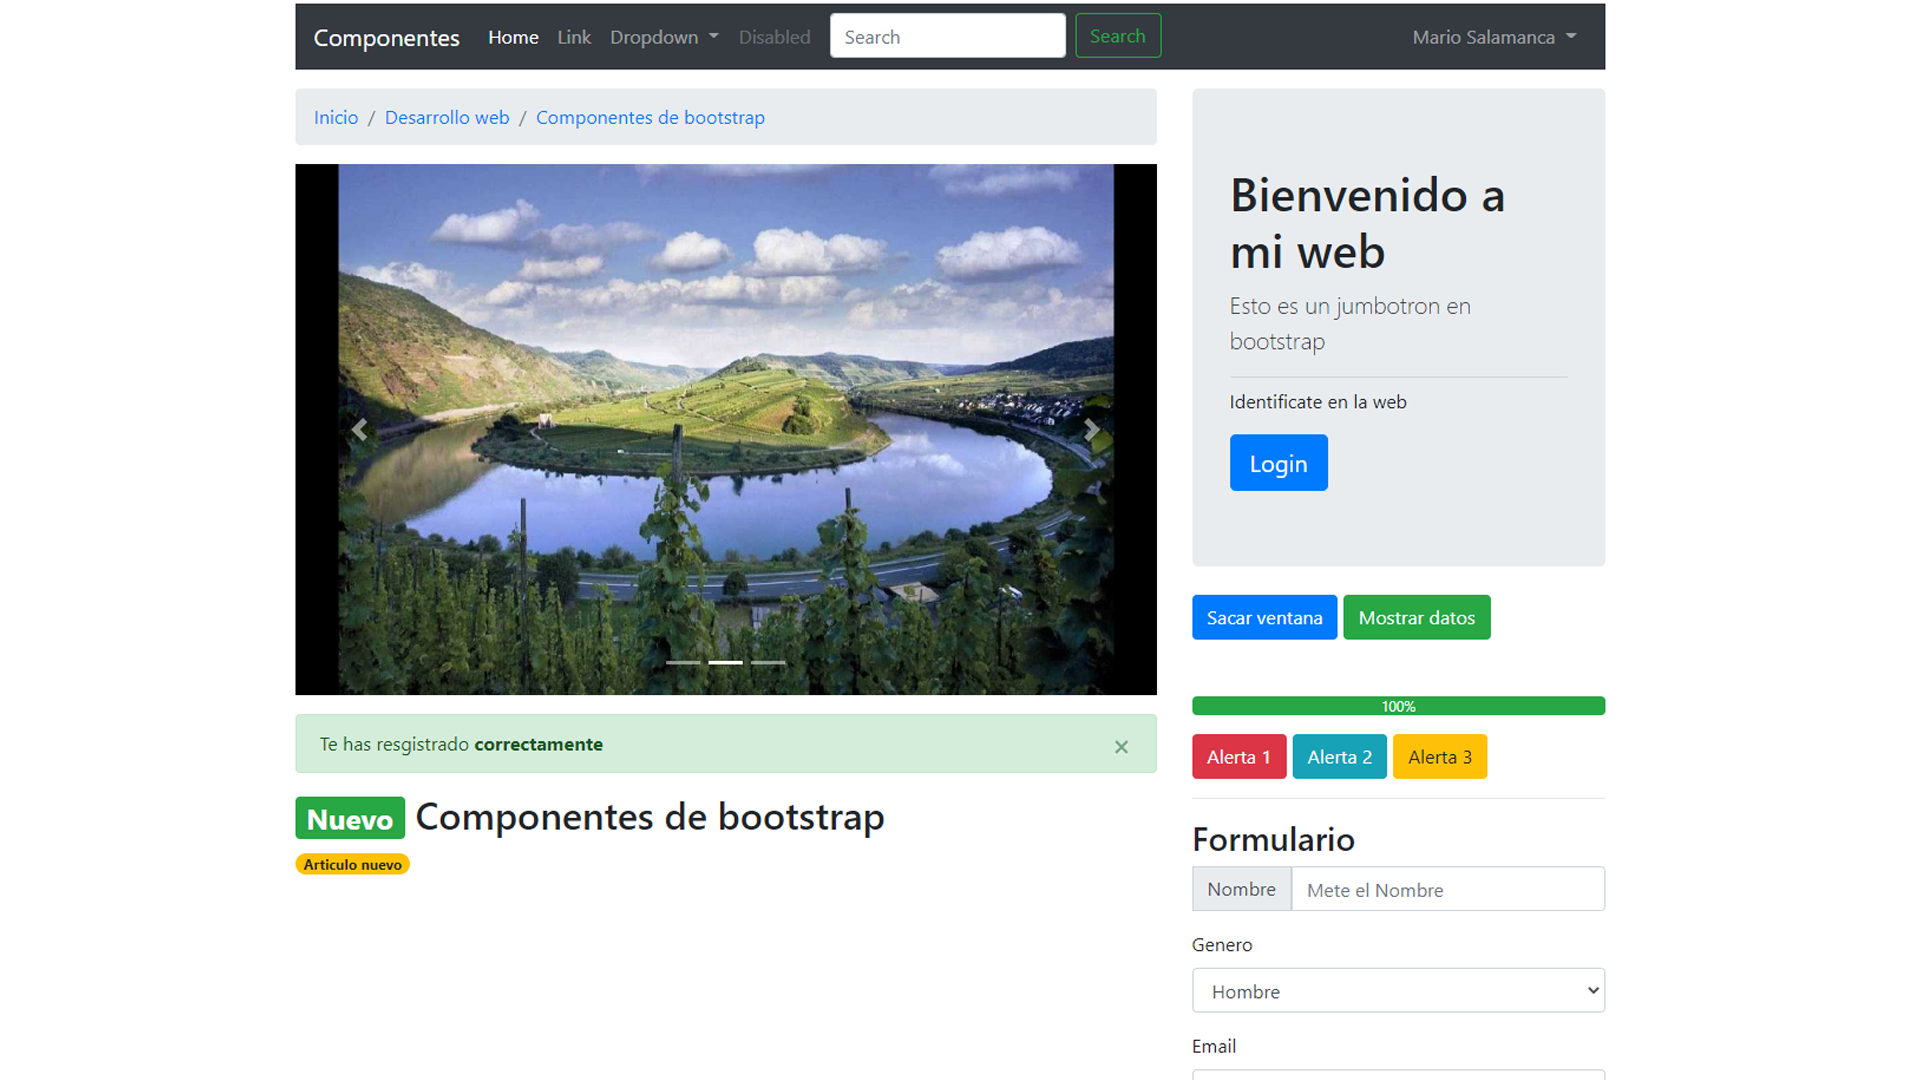 Componentes Home Link Dropdown Disabled Search Search Mario Salamanca
Inicio / Desarrollo web / Componentes de bootstrap
Te has resgistrado correctamente ×
Nuevo Componentes de bootstrap
Articulo nuevo
Bienvenido a
mi web
Esto es un jumbotron en
bootstrap
Identificate en la web
Login
Sacar ventana Mostrar datos
100%
Alerta 1 Alerta 2 Alerta 3
Formulario
Nombre Mete el Nombre
Genero
Hombre
Email